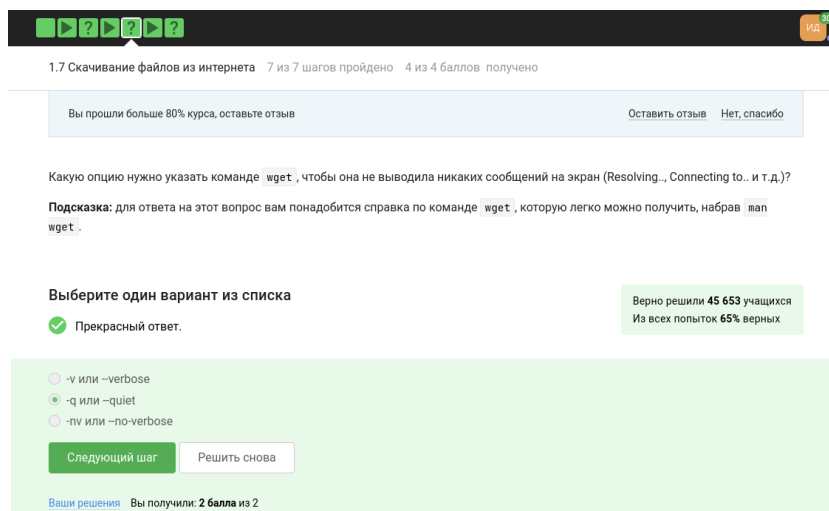 ИД
30
1.7 Скачивание файлов из интернета 7 из 7 шагов пройдено 4 из 4 баллов получено
Вы прошли больше 80% курса, оставьте отзыв Оставить отзыв Нет, спасибо
Какую опцию нужно указать команде wget, чтобы она не выводила никаких сообщений на экран (Resolving.., Connecting to.. и т.д.)?
Подсказка: для ответа на этот вопрос вам понадобится справка по команде wget, которую легко можно получить, набрав man
wget.
Выберите один вариант из списка
Верно решили 45 653 учащихся
Из всех попыток 65% верных
Прекрасный ответ.
-v или --verbose
-q или --quiet
-nv или --no-verbose
Следующий шаг Решить снова
Ваши решения Вы получили: 2 балла из 2